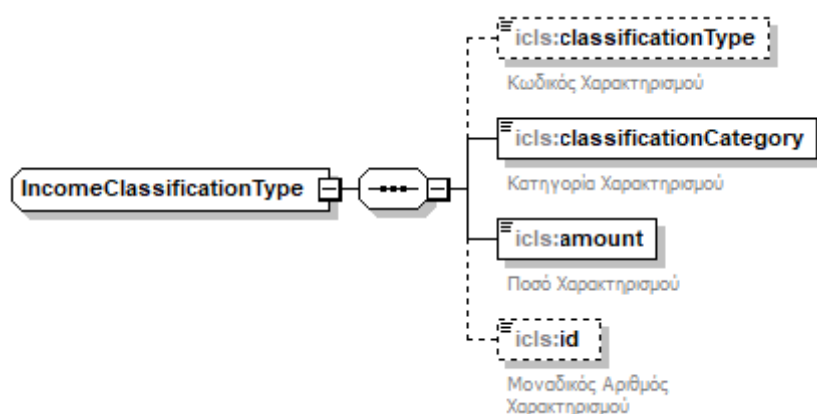 icls:classificationType
Κωδικός Χαρακτηρισμού
icls:classificationCategory
Κατηγορία Χαρακτηρισμού
IncomeClassificationType
icls:amount
Ποσό Χαρακτηρισμού
icls:id
Μοναδικός Αριθμός
Χαρακτηρισμού